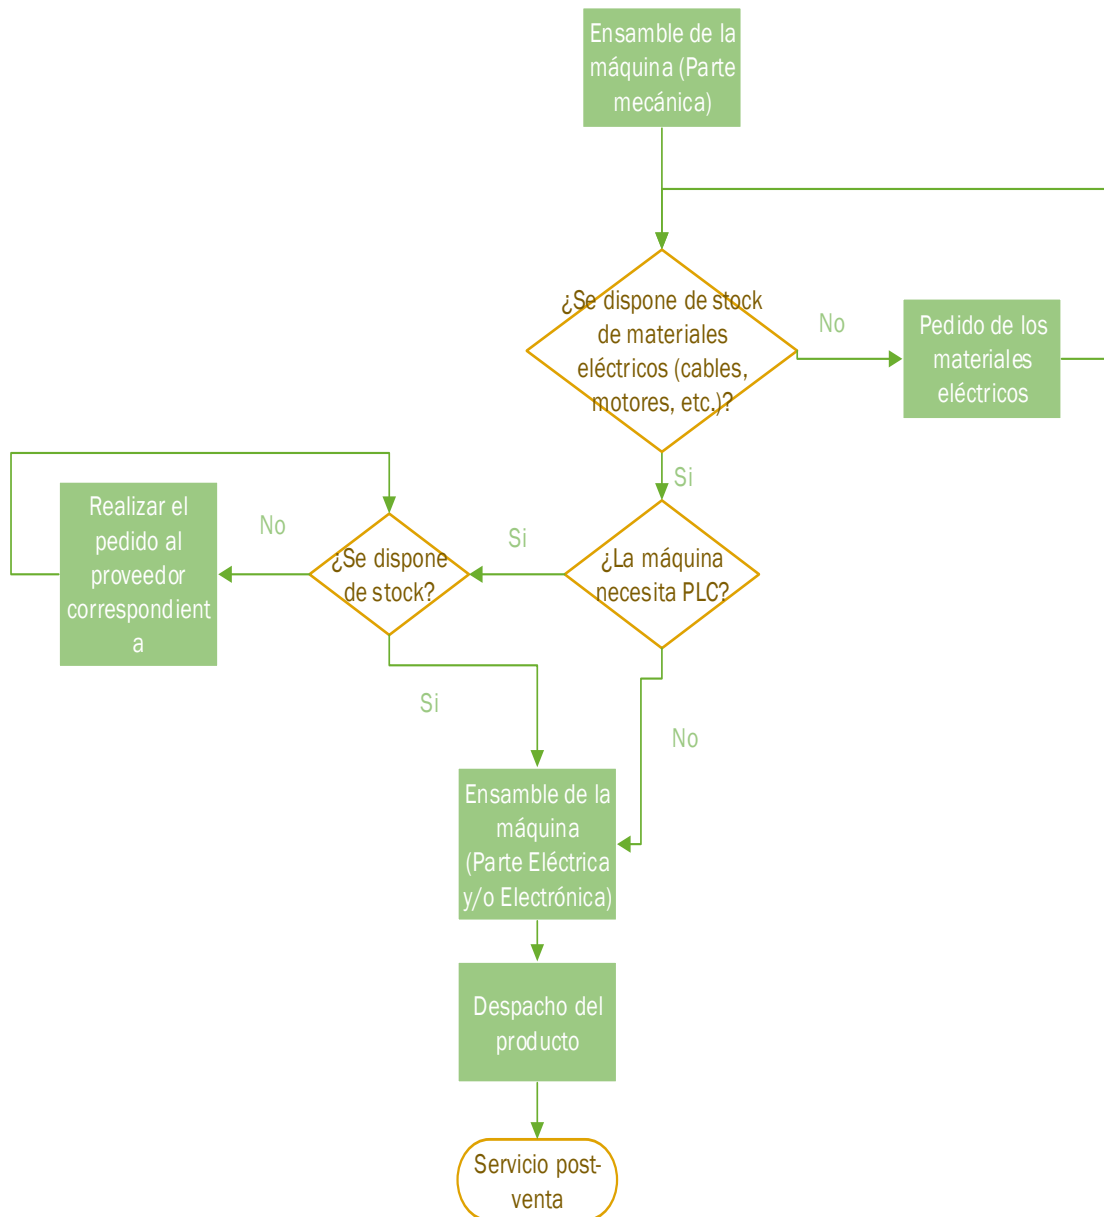 Ensamble de la
máquina (Parte
mecánica)
¿Se dispone de stock
de materiales
eléctricos (cables,
motores, etc.)?
No
Pedido de los
materiales
eléctricos
Si
Realizar el
pedido al
proveedor
correspondient
a
No
¿Se dispone
de stock?
Si
¿La máquina
necesita PLC?
Si
No
Ensamble de la
máquina
(Parte Eléctrica
y/o Electrónica)
Despacho del
producto
Servicio post-
venta